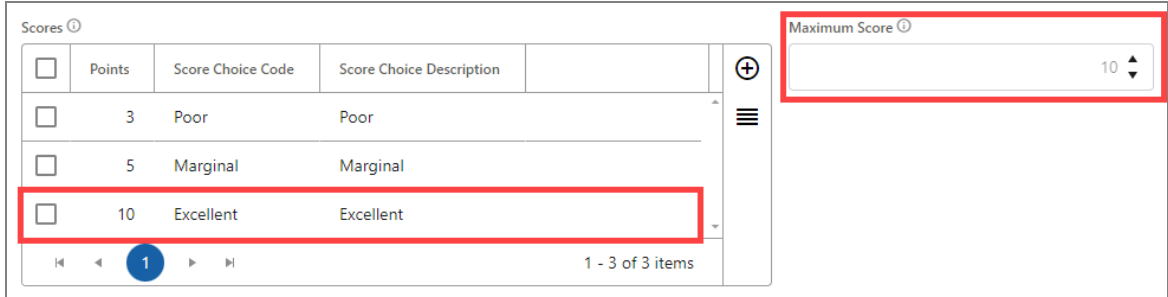 Scores
Maximum Score
Points Score Choice Code Score Choice Description
10
3 Poor Poor
5 Marginal Marginal
10 Excellent Excellent
1 1 - 3 of 3 items